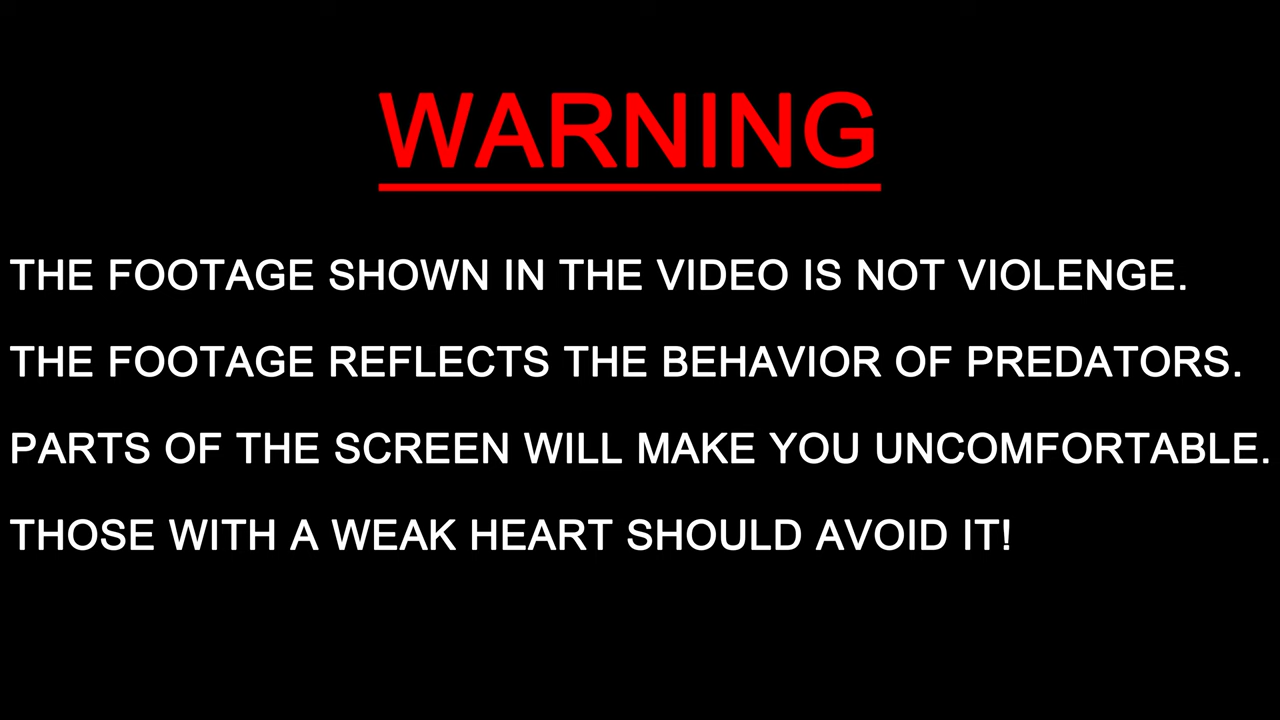 WARNING
THE FOOTAGE SHOWN IN THE VIDEO IS NOT VIOLENGE.
THE FOOTAGE REFLECTS THE BEHAVIOR OF PREDATORS.
PARTS OF THE SCREEN WILL MAKE YOU UNCOMFORTABLE.
THOSE WITH A WEAK HEART SHOULD AVOID IT!